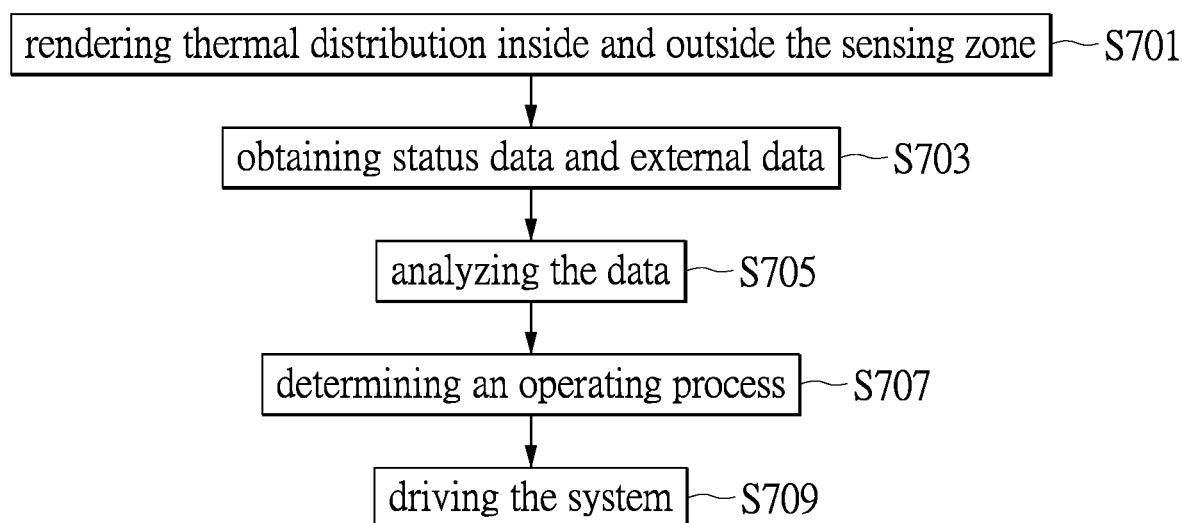 rendering thermal distribution inside and outside the sensing zone S701
obtaining status data and external data S703
analyzing the data S705
determining an operating process S707
driving the system S709